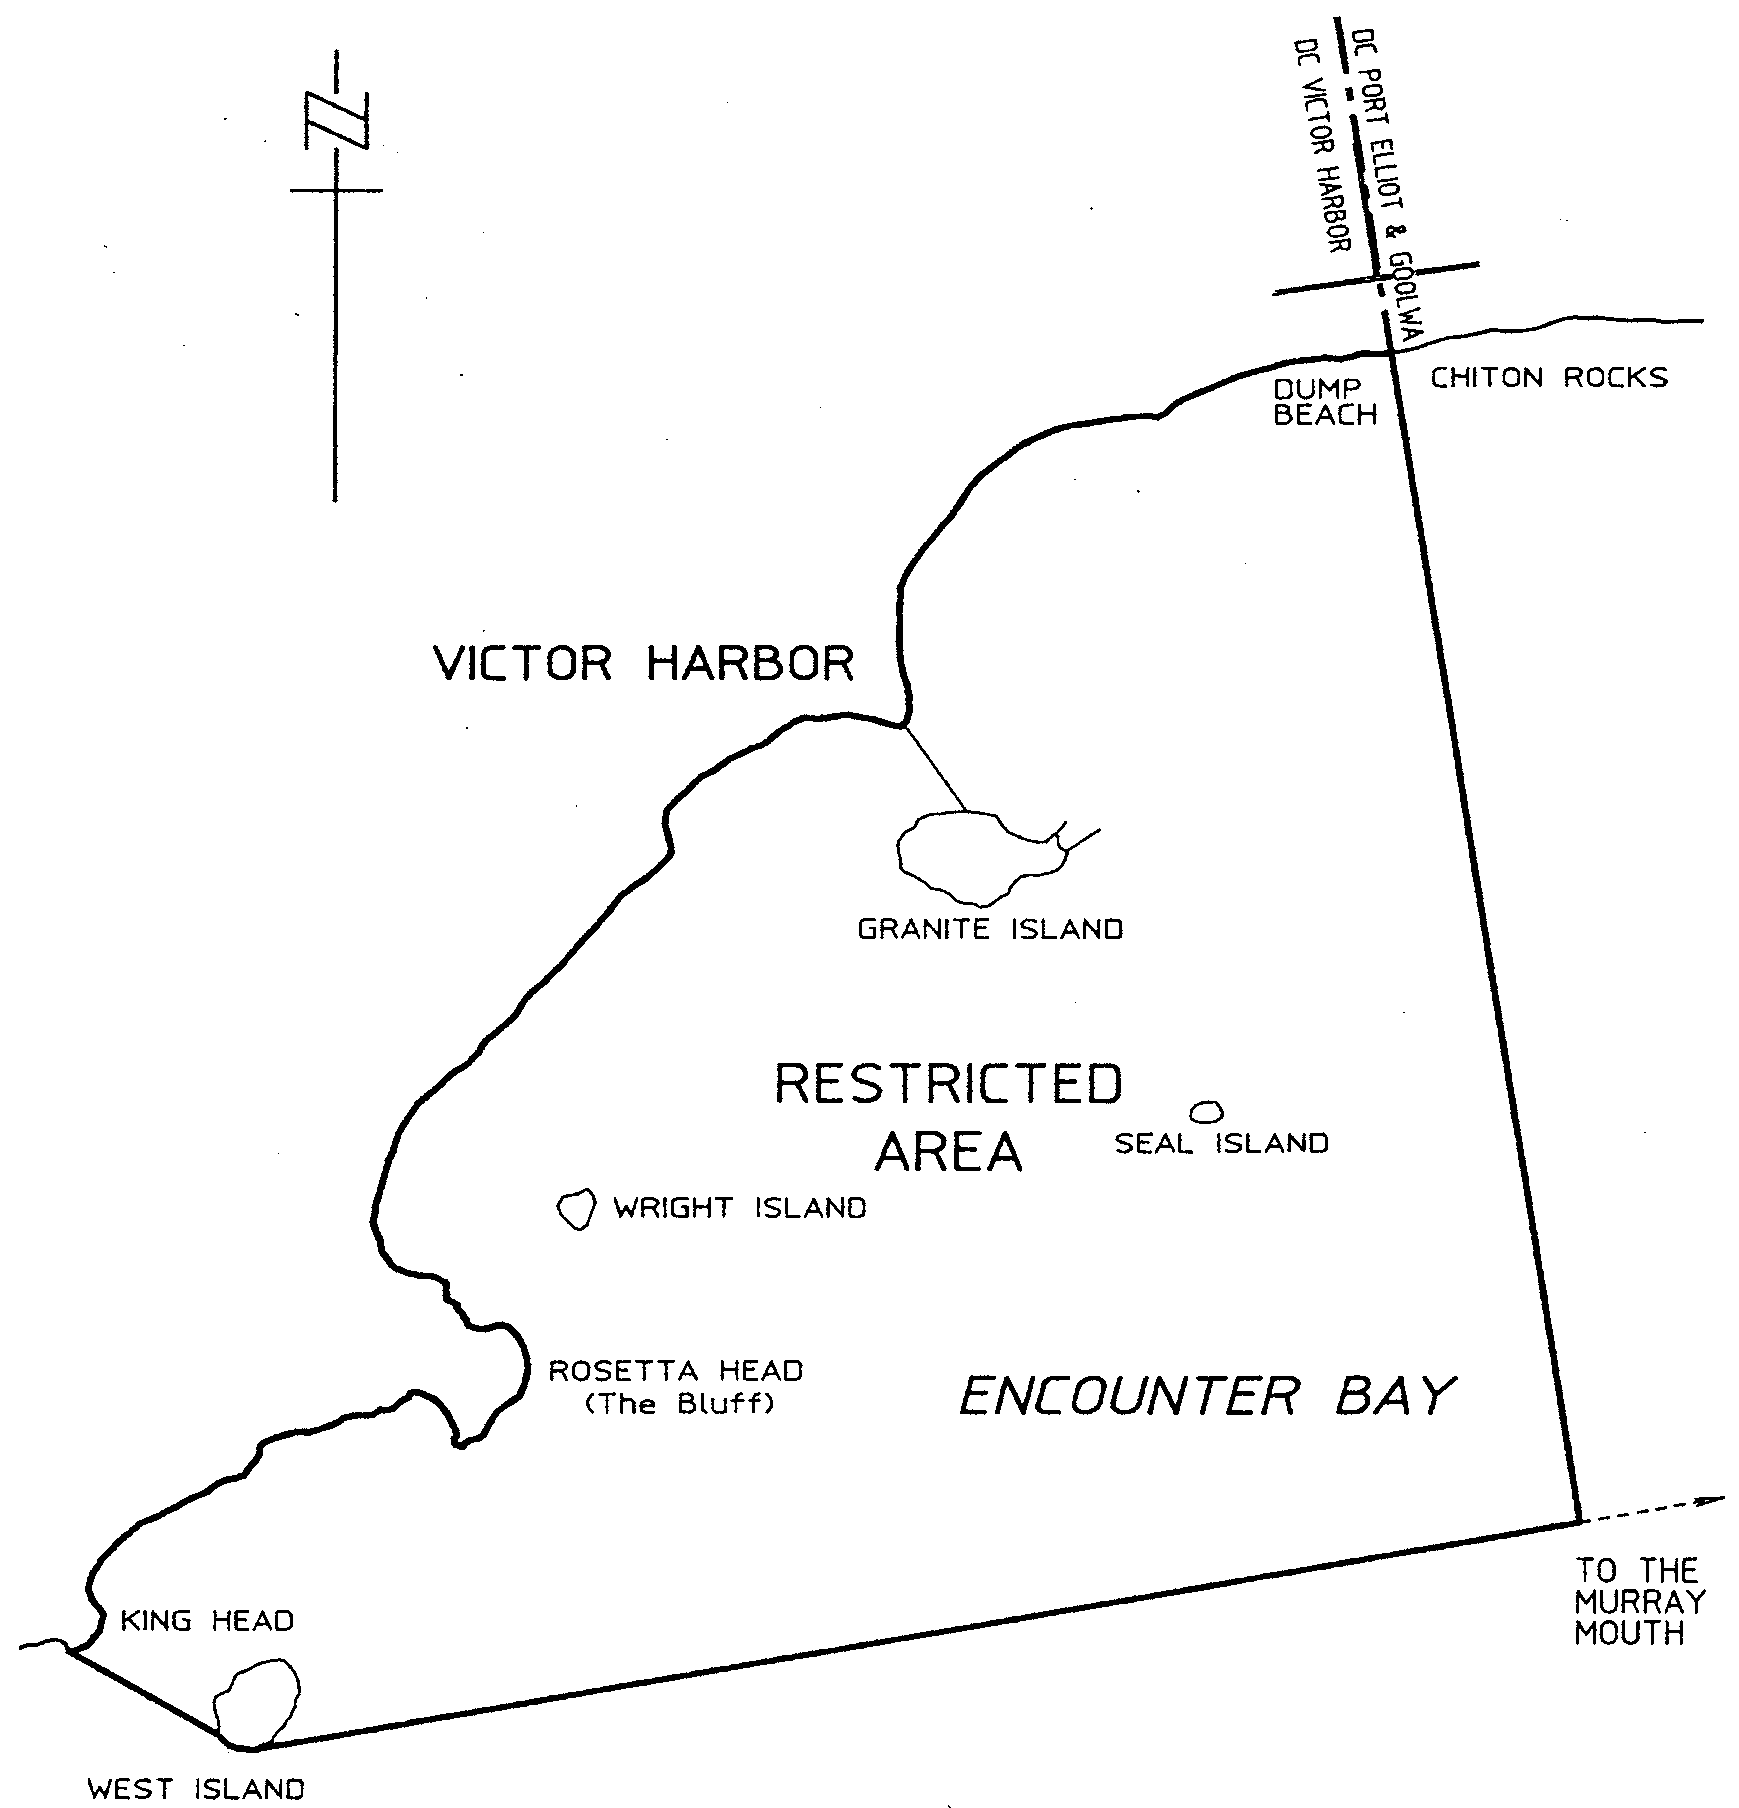 N
DC PORT ELLIOT & GOOLWA
DC VICTOR HARBOR
CHITON ROCKS
DUMP
BEACH
VICTOR HARBOR
GRANITE ISLAND
RESTRICTED
AREA
SEAL ISLAND
WRIGHT ISLAND
ROSETTA HEAD
(The Bluff)
ENCOUNTER BAY
TO THE
MURRAY
MOUTH
KING HEAD
WEST ISLAND